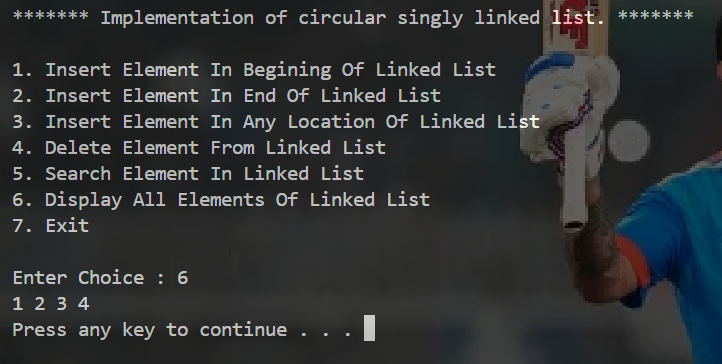 ******* Implementation of circular singly linked list. *******
1. Insert Element In Begining Of Linked List
2. Insert Element In End Of Linked List
3. Insert Element In Any Location Of Linked List
4. Delete Element From Linked List
5. Search Element In Linked List
6. Display All Elements Of Linked List
7. Exit
Enter Choice : 6
1 2 3 4
Press any key to continue . . .